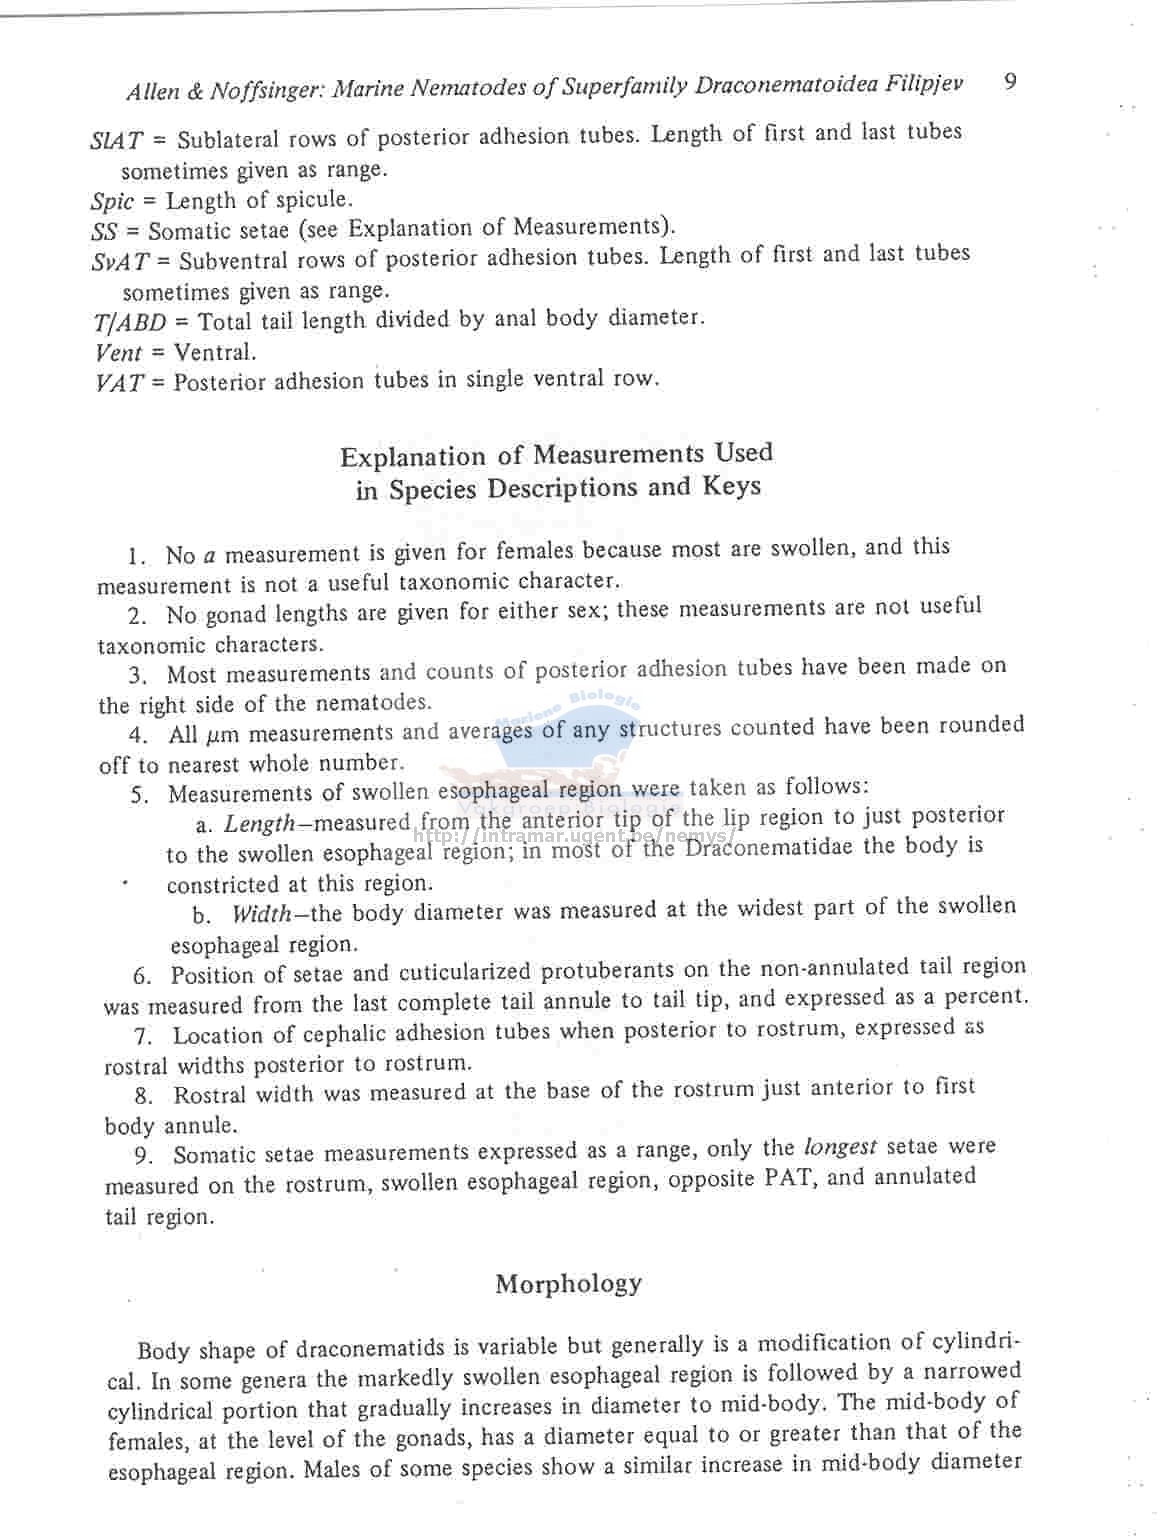 Allen & Noffsinger: Marine Nematodes of Superfamily Draconematoidea Filipjev 9
SlAT = Sublateral rows of posterior adhesion tubes. Length of first and last tubes
sometimes given as range.
Spic = Length of spicule.
SS = Somatic setae (see Explanation of Measurements).
SvAT = Subventral rows of posterior adhesion tubes. Length of first and last tubes
sometimes given as range.
T/ABD = Total tail length divided by anal body diameter.
Vent = Ventral.
VAT = Posterior adhesion tubes in single ventral row.
Explanation of Measurements Used
in Species Descriptions and Keys
1. No a measurement is given for females because most are swollen, and this
measurement is not a useful taxonomic character.
2. No gonad lengths are given for either sex; these measurements are not useful
taxonomic characters.
3. Most measurements and counts of posterior adhesion tubes have been made on
the right side of the nematodes.
4. All μm measurements and averages of any structures counted have been rounded
off to nearest whole number.
5. Measurements of swollen esophageal region were taken as follows:
a. Length—measured from the anterior tip of the lip region to just posterior
to the swollen esophageal region; in most of the Draconematidae the body is
constricted at this region.
b. Width—the body diameter was measured at the widest part of the swollen
esophageal region.
6. Position of setae and cuticularized protuberants on the non-annulated tail region
was measured from the last complete tail annule to tail tip, and expressed as a percent.
7. Location of cephalic adhesion tubes when posterior to rostrum, expressed as
rostral widths posterior to rostrum.
8. Rostral width was measured at the base of the rostrum just anterior to first
body annule.
9. Somatic setae measurements expressed as a range, only the longest setae were
measured on the rostrum, swollen esophageal region, opposite PAT, and annulated
tail region.
Morphology
Body shape of draconematids is variable but generally is a modification of cylindri-
cal. In some genera the markedly swollen esophageal region is followed by a narrowed
cylindrical portion that gradually increases in diameter to mid-body. The mid-body of
females, at the level of the gonads, has a diameter equal to or greater than that of the
esophageal region. Males of some species show a similar increase in mid-body diameter
Mariene Biologie
Vakgroep Biologie
http://intramar.ugent.be/nemys/